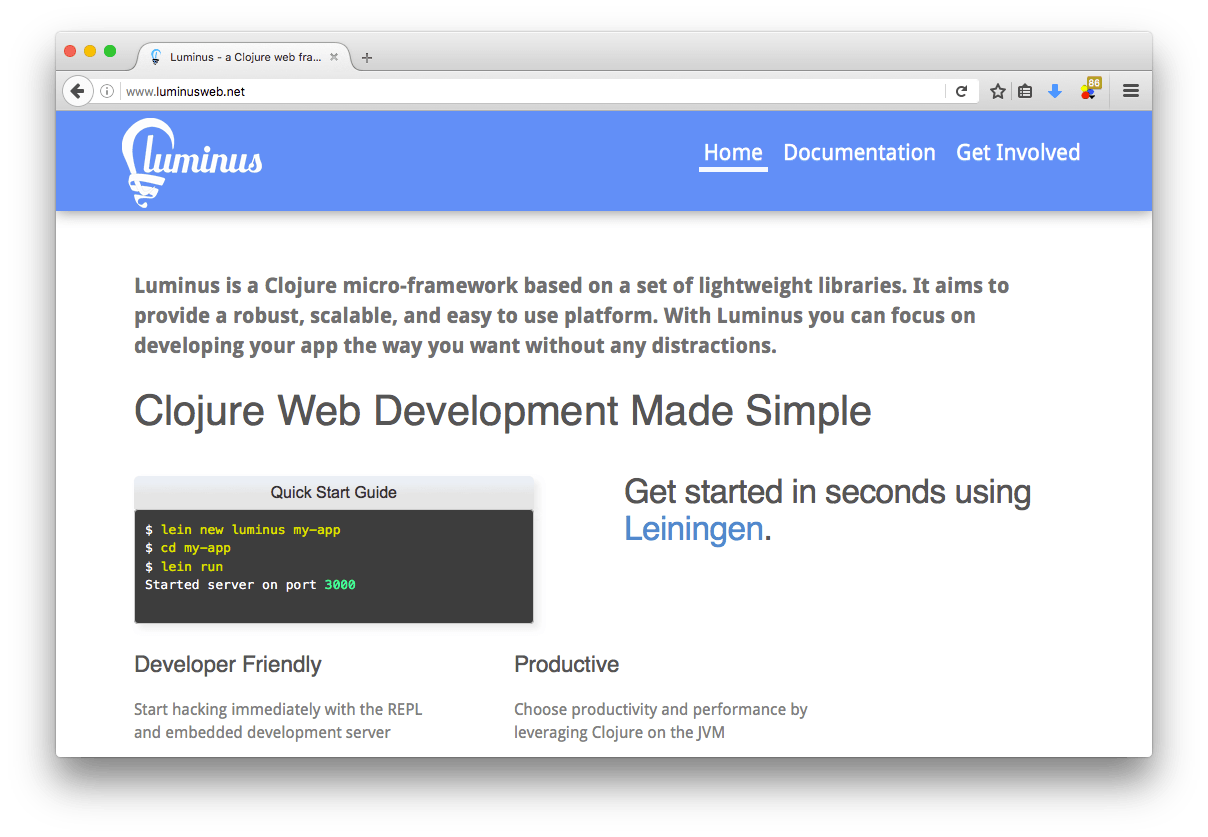 Luminus - a Clojure web fra...
www.luminusweb.net
86
luminus
Home Documentation Get Involved
Luminus is a Clojure micro-framework based on a set of lightweight libraries. It aims to
provide a robust, scalable, and easy to use platform. With Luminus you can focus on
developing your app the way you want without any distractions.
Clojure Web Development Made Simple
Quick Start Guide
$ lein new luminus my-app
$ cd my-app
$ lein run
Started server on port 3000
Get started in seconds using
Leiningen.
Developer Friendly
Start hacking immediately with the REPL
and embedded development server
Productive
Choose productivity and performance by
leveraging Clojure on the JVM